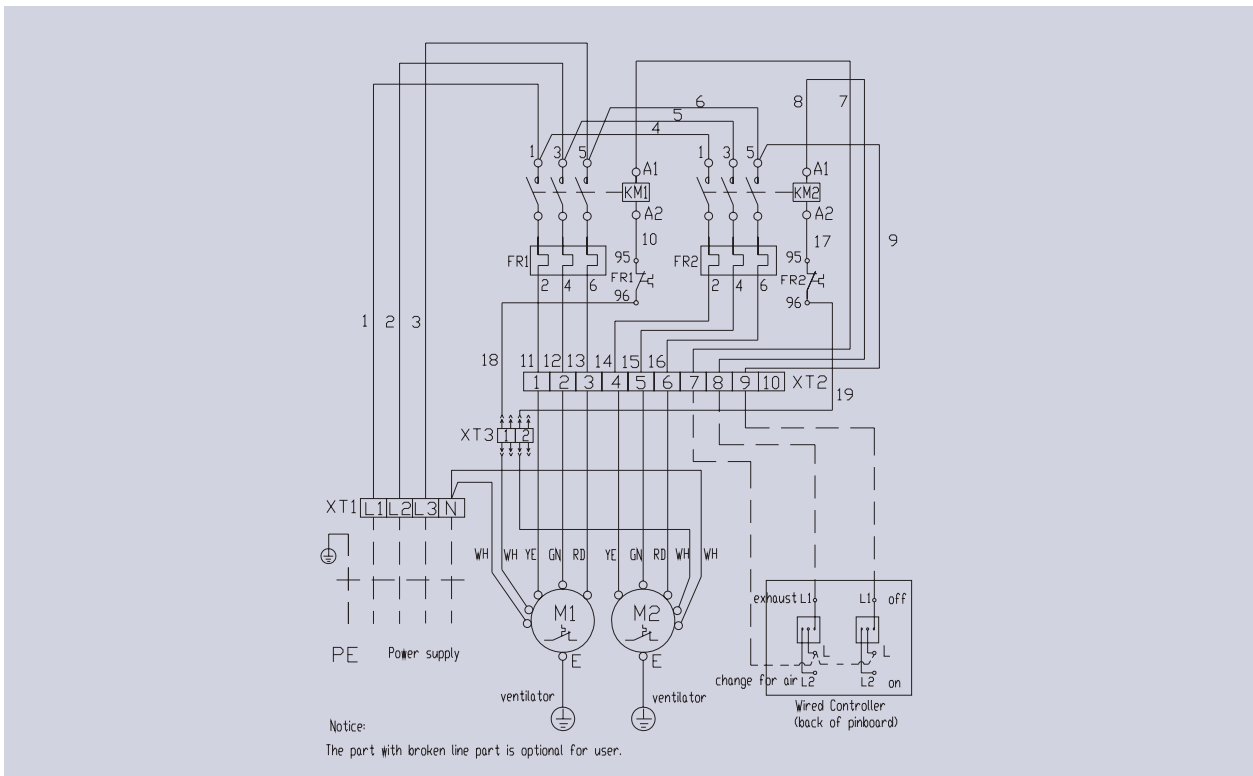 6
5
4
8
7
1
3
5
1
3
5
A1
A1
KM1
KM2
A2
A2
10
17
9
FR1
95
FR2
95
FR1
FR2
2
4
6
96
2
4
6
96
1
2
3
18
11
12
13
14
15
16
1
2
3
4
5
6
7
8
9
10
XT2
19
XT3
1
2
XT1
L1
L2
L3
N
WH
WH
YE
GN
RD
YE
GN
RD
WH
WH
M1
M2
exhaust
L1
L1
off
PE
Power supply
E
E
L
L
change for air
L2
L2
on
ventilator
ventilator
Wired Controller
(back of pinboard)
Notice:
The part with broken line part is optional for user.